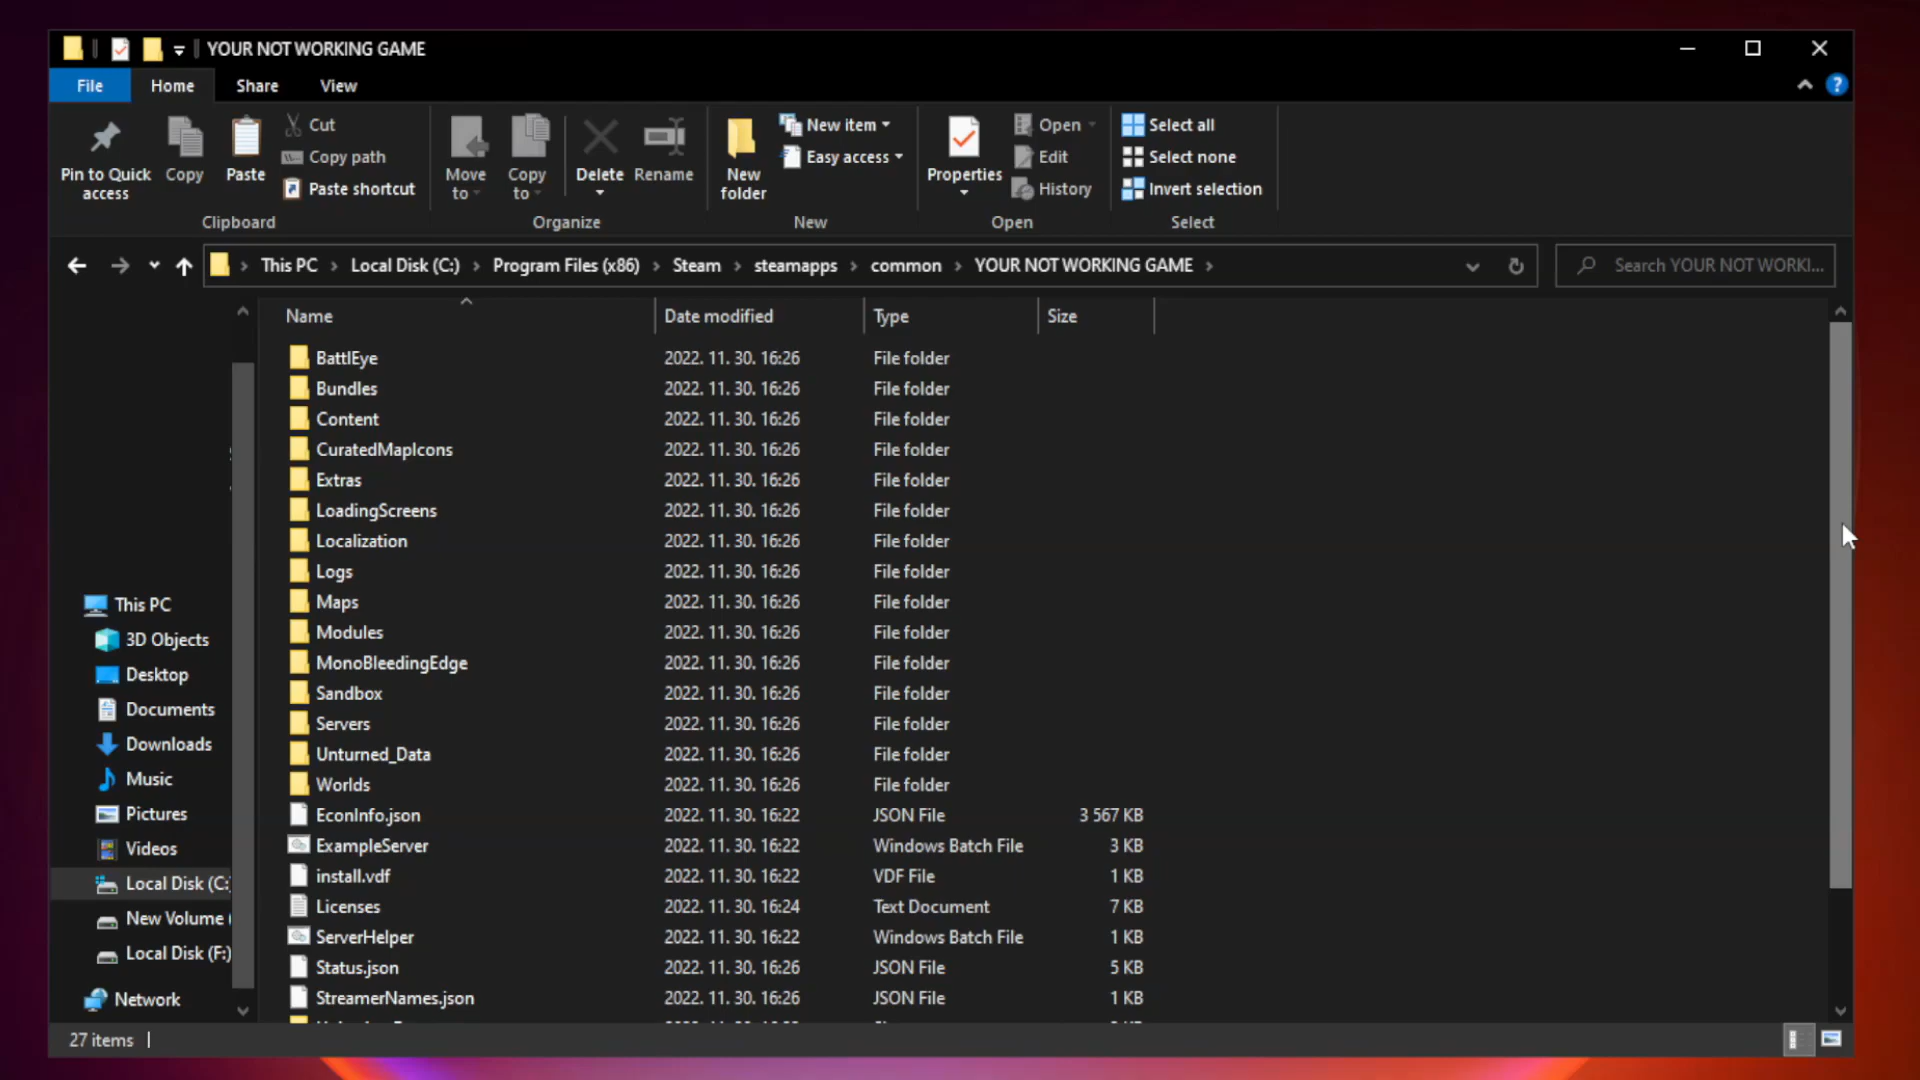 YOUR NOT WORKING GAME
File Home Share View
Pin to Quick access
Copy
Paste
Cut
Copy path
Paste shortcut
Clipboard
Move to
Copy to
Delete
Rename
Organize
New folder
New item
Easy access
New
Properties
Open
Edit
History
Open
Select all
Select none
Invert selection
Select
This PC > Local Disk (C:) > Program Files (x86) > Steam > steamapps > common > YOUR NOT WORKING GAME >
Search YOUR NOT WORKI...
Name Date modified Type Size
BattlEye 2022. 11. 30. 16:26 File folder
Bundles 2022. 11. 30. 16:26 File folder
Content 2022. 11. 30. 16:26 File folder
CuratedMapIcons 2022. 11. 30. 16:26 File folder
Extras 2022. 11. 30. 16:26 File folder
LoadingScreens 2022. 11. 30. 16:26 File folder
Localization 2022. 11. 30. 16:26 File folder
Logs 2022. 11. 30. 16:26 File folder
Maps 2022. 11. 30. 16:26 File folder
Modules 2022. 11. 30. 16:26 File folder
MonoBleedingEdge 2022. 11. 30. 16:26 File folder
Sandbox 2022. 11. 30. 16:26 File folder
Servers 2022. 11. 30. 16:26 File folder
Unturned_Data 2022. 11. 30. 16:26 File folder
Worlds 2022. 11. 30. 16:26 File folder
EconInfo.json 2022. 11. 30. 16:22 JSON File 3 567 KB
ExampleServer 2022. 11. 30. 16:22 Windows Batch File 3 KB
install.vdf 2022. 11. 30. 16:22 VDF File 1 KB
Licenses 2022. 11. 30. 16:24 Text Document 7 KB
ServerHelper 2022. 11. 30. 16:22 Windows Batch File 1 KB
Status.json 2022. 11. 30. 16:26 JSON File 5 KB
StreamerNames.json 2022. 11. 30. 16:26 JSON File 1 KB
This PC
3D Objects
Desktop
Documents
Downloads
Music
Pictures
Videos
Local Disk (C:)
New Volume (
Local Disk (F:)
Network
27 items